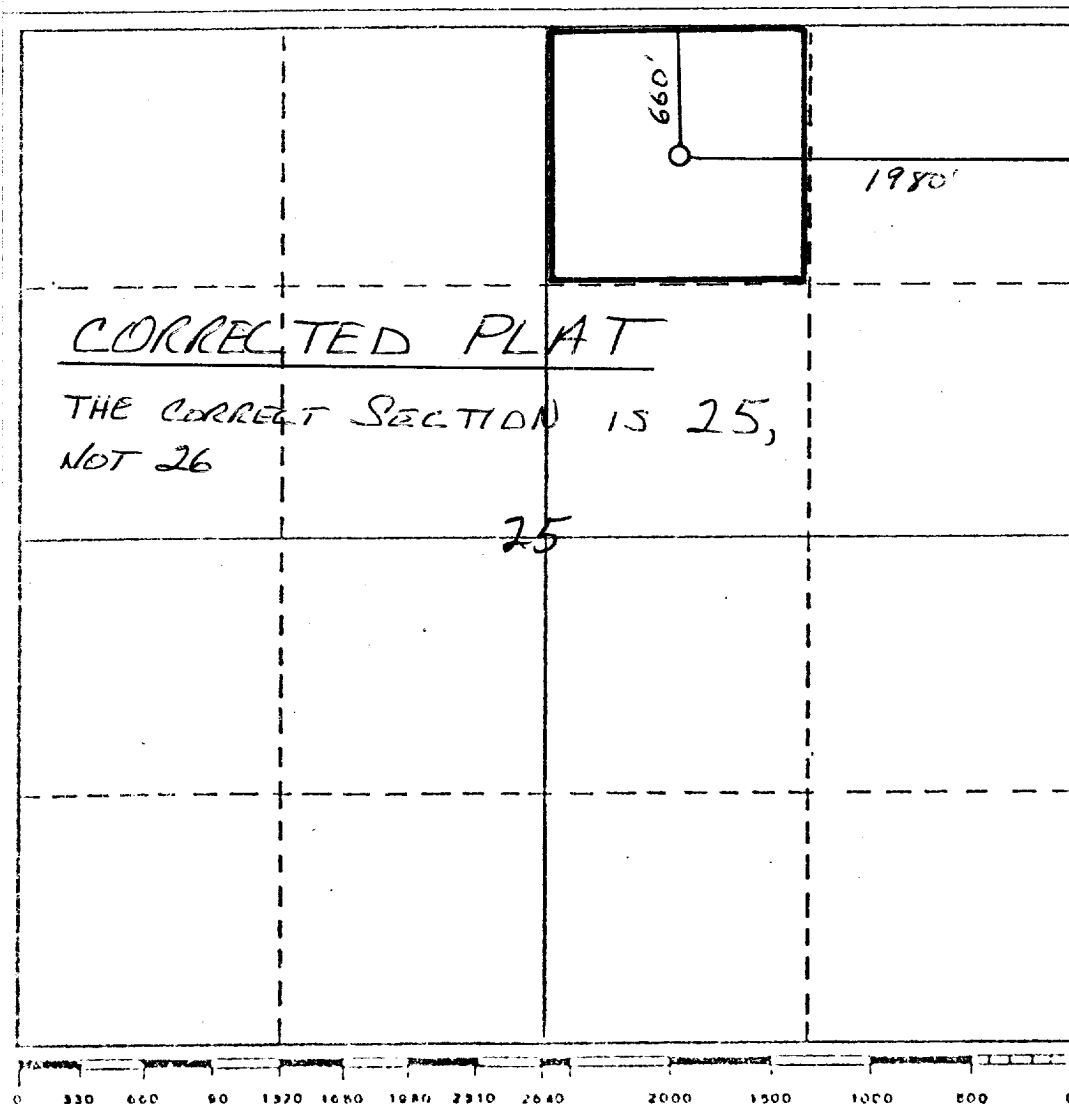 660'
1980'
CORRECTED PLAT
THE CORRECT SECTION IS 25,
NOT 26
25
0 330 660 90 1320 1650 1980 2310 2640 2000 1500 1000 500